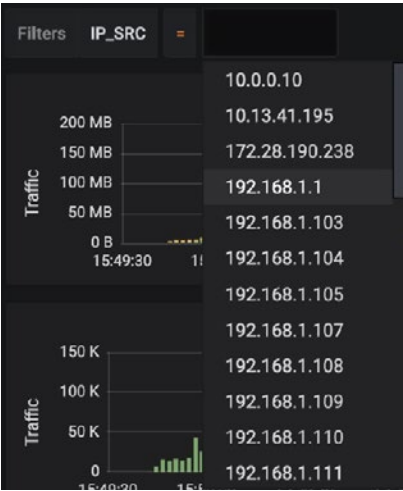 Filters IP_SRC =
10.0.0.10
10.13.41.195
172.28.190.238
192.168.1.1
192.168.1.103
192.168.1.104
192.168.1.105
192.168.1.107
192.168.1.108
192.168.1.109
192.168.1.110
192.168.1.111
Traffic
200 MB
150 MB
100 MB
50 MB
0 B
15:49:30
Traffic
150 K
100 K
50 K
0
15:49:30